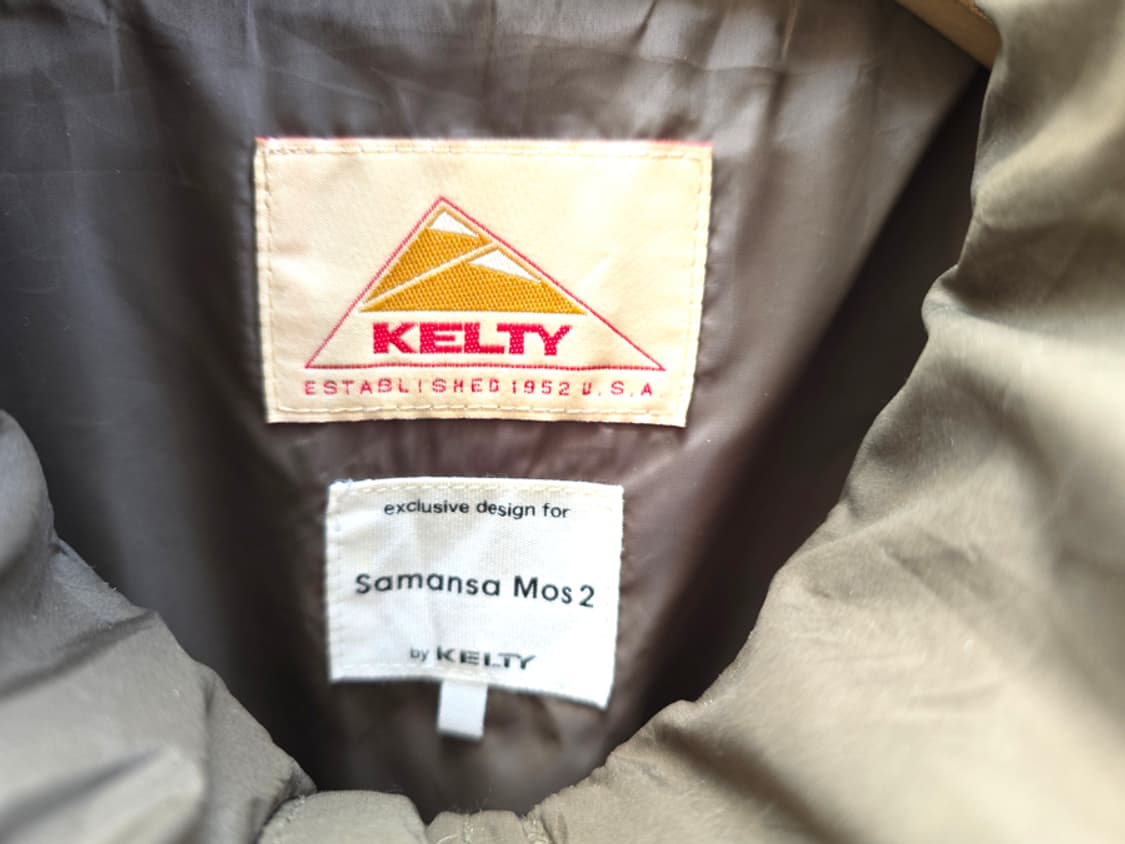 KELTY
ESTABLISHED 1952 U.S.A
exclusive design for
Samansa Mos2
by KELTY